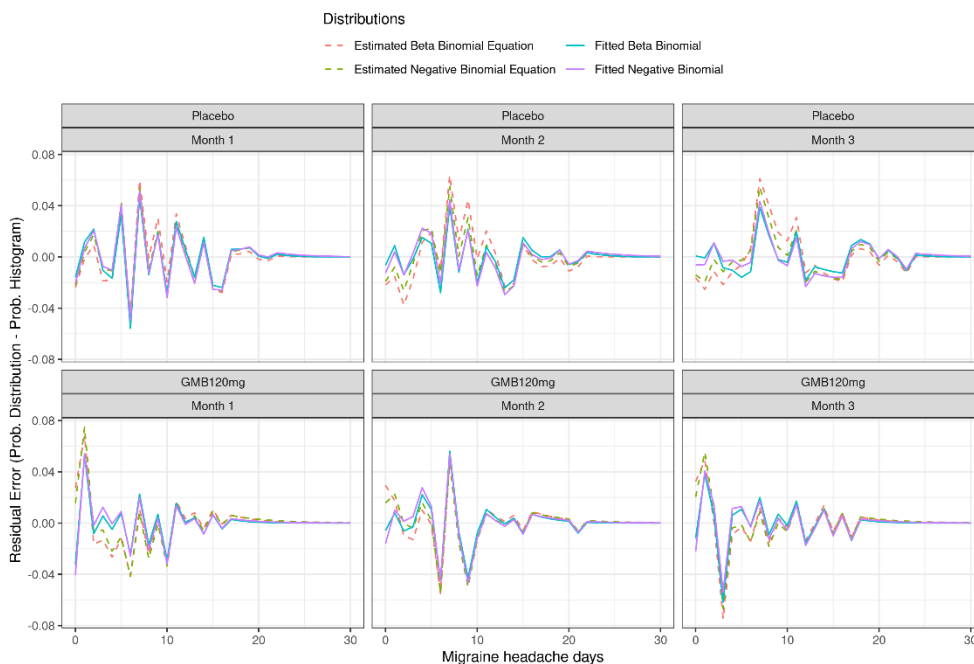 Distributions
Estimated Beta Binomial Equation Fitted Beta Binomial
Estimated Negative Binomial Equation Fitted Negative Binomial
Placebo Placebo Placebo
Month 1 Month 2 Month 3
0.08
0.04
0.00
-0.04
-0.08
GMB120mg GMB120mg GMB120mg
Month 1 Month 2 Month 3
0.08
0.04
0.00
-0.04
-0.08
0 10 20 30 0 10 20 30 0 10 20 30
Migraine headache days
Residual Error (Prob. Distribution - Prob. Histogram)